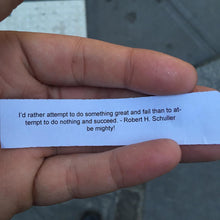 I'd rather attempt to do something great and fail than to at-
tempt to do nothing and succeed. - Robert H. Schuller
be mighty!